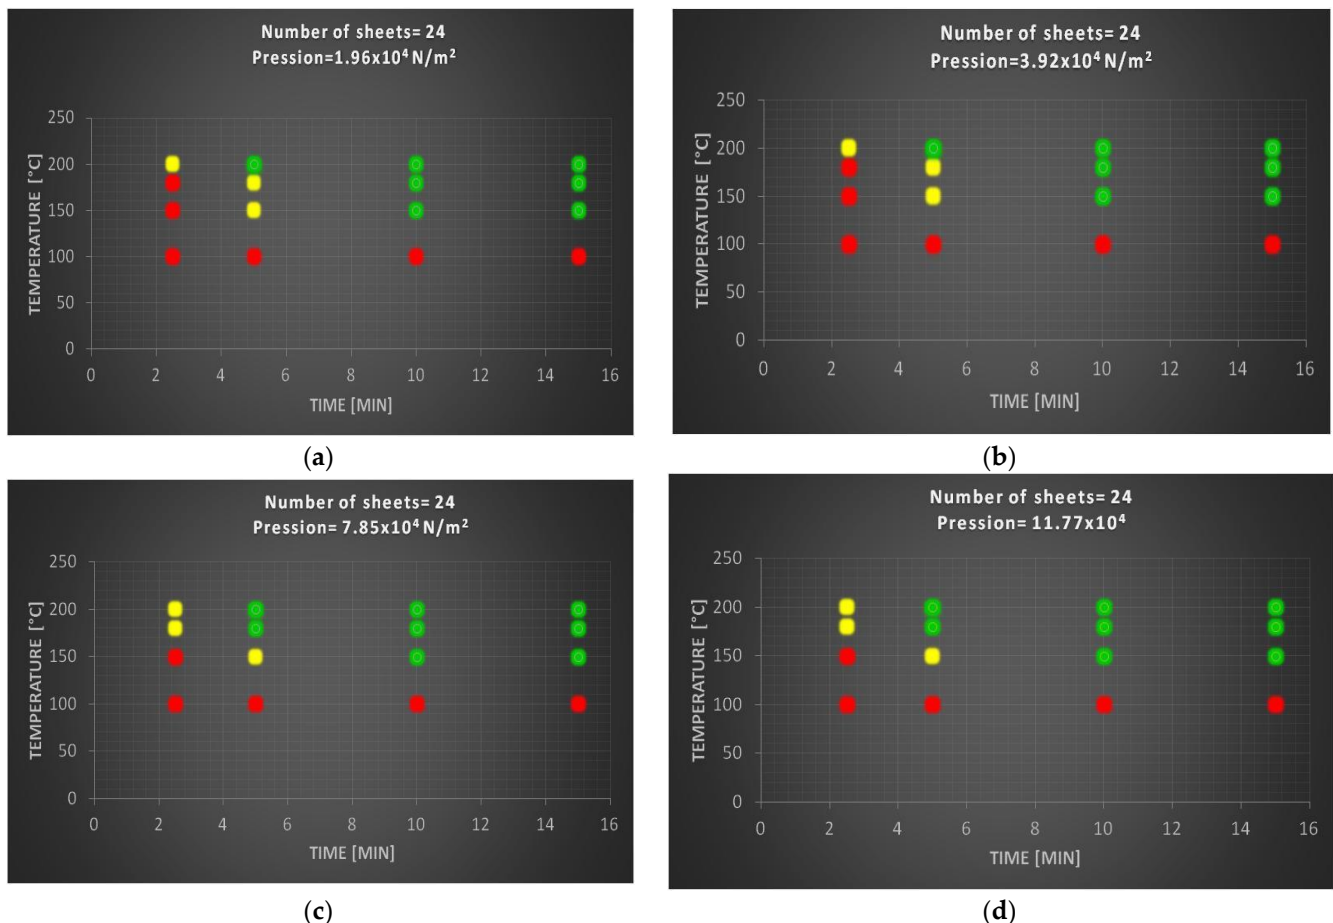 Number of sheets= 24
Pression=1.96x10⁴ N/m²
250
200
150
100
50
0
TEMPERATURE [°C]
0 2 4 6 8 10 12 14 16
TIME [MIN]
(a)
Number of sheets= 24
Pression=3.92x10⁴ N/m²
250
200
150
100
50
0
TEMPERATURE [°C]
0 2 4 6 8 10 12 14 16
TIME [MIN]
(b)
Number of sheets= 24
Pression= 7.85x10⁴ N/m²
250
200
150
100
50
0
TEMPERATURE [°C]
0 2 4 6 8 10 12 14 16
TIME [MIN]
(c)
Number of sheets= 24
Pression= 11.77x10⁴
250
200
150
100
50
0
TEMPERATURE [°C]
0 2 4 6 8 10 12 14 16
TIME [MIN]
(d)